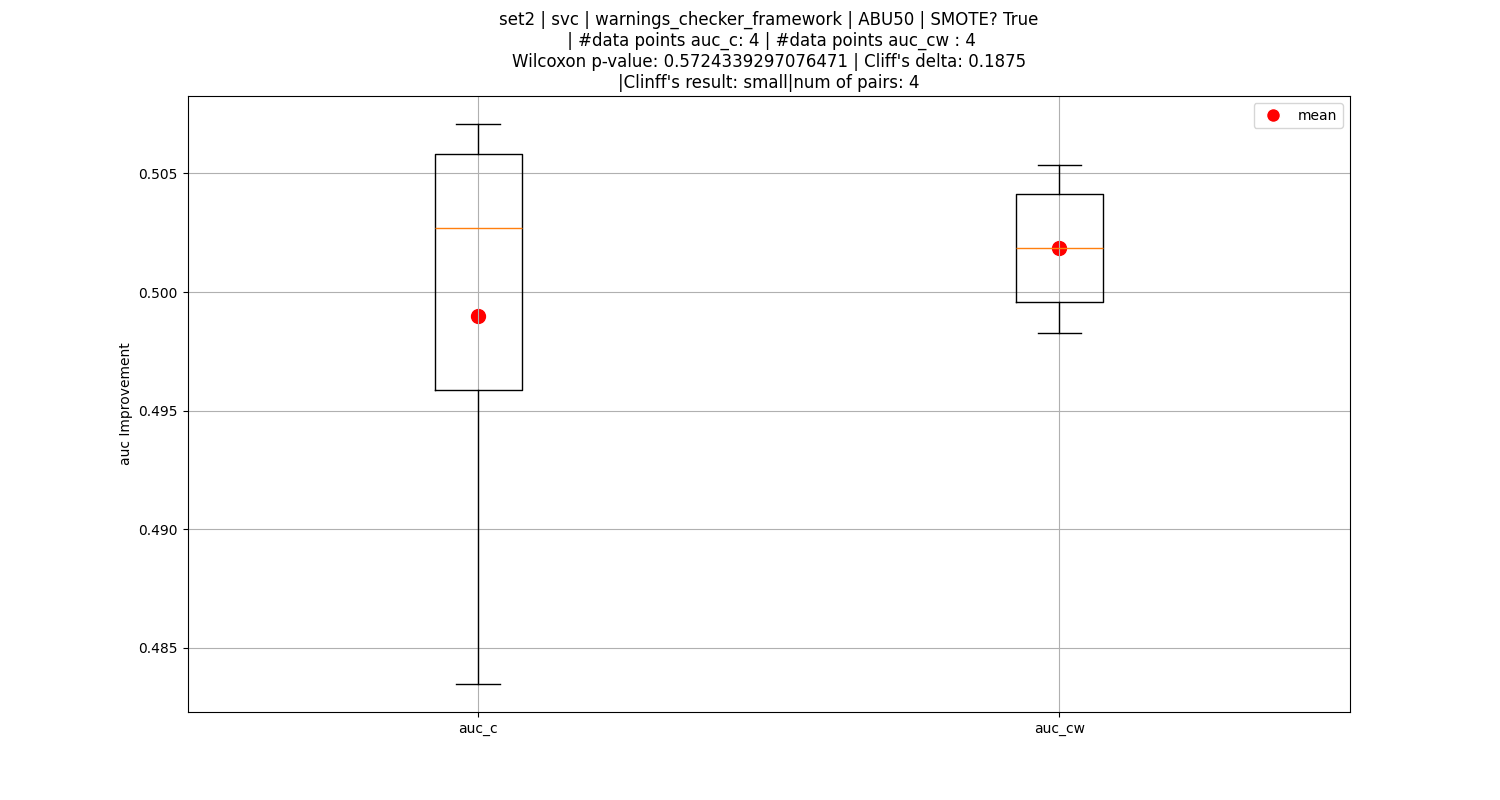 set2 | svc | warnings_checker_framework | ABU50 | SMOTE? True
| #data points auc_c: 4 | #data points auc_cw : 4
Wilcoxon p-value: 0.5724339297076471 | Cliff's delta: 0.1875
|Clinff's result: small|num of pairs: 4
mean
0.505
0.500
0.495
0.490
0.485
auc Improvement
auc_c
auc_cw